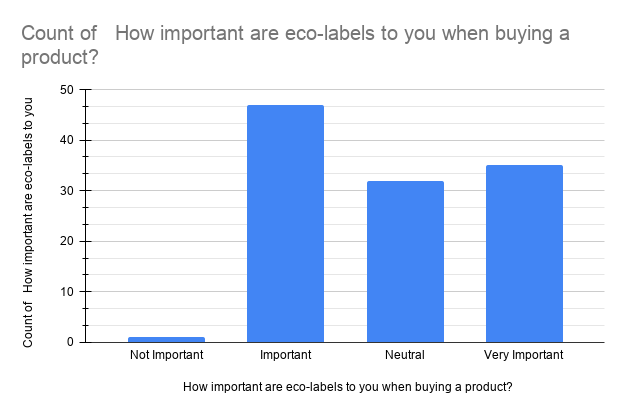 Count of   How important are eco-labels to you when buying a
product?
Count of   How important are eco-labels to you
50
40
30
20
10
0
Not Important
Important
Neutral
Very Important
How important are eco-labels to you when buying a product?